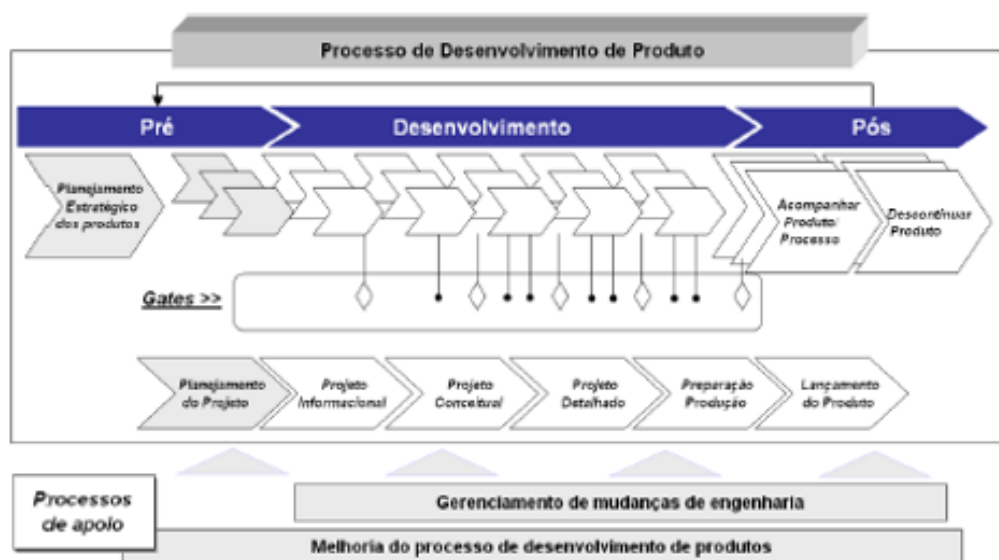 Processo de Desenvolvimento de Produto
Pré
Desenvolvimento
Pós
Planejamento
Estratégico
dos produtos
Acompanhar
Produto/
Processo
Descontinuar
Produto
Gates >>
Planejamento
do Projeto
Projeto
Informacional
Projeto
Conceitual
Projeto
Detalhado
Preparação
Produção
Lançamento
do Produto
Processos
de apoio
Gerenciamento de mudanças de engenharia
Melhoria do processo de desenvolvimento de produtos